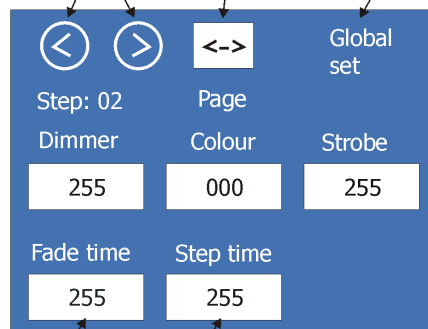 < > <-> Global
set
Step: 02 Page
Dimmer Colour Strobe
255 000 255
Fade time Step time
255 255